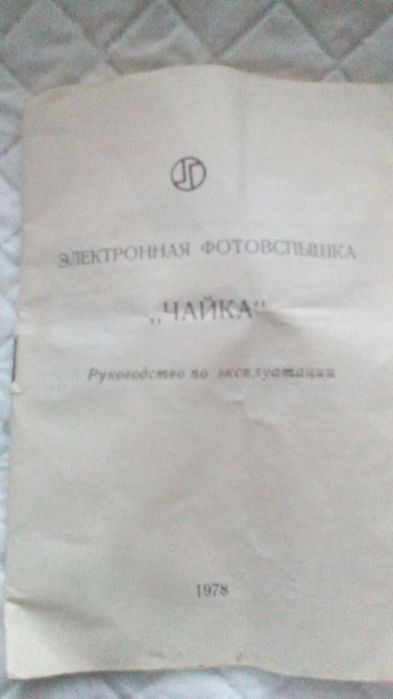 ЭЛЕКТРОННАЯ ФОТОВСПЫШКА
„ЧАЙКА“
Руководство по эксплуатации
1978